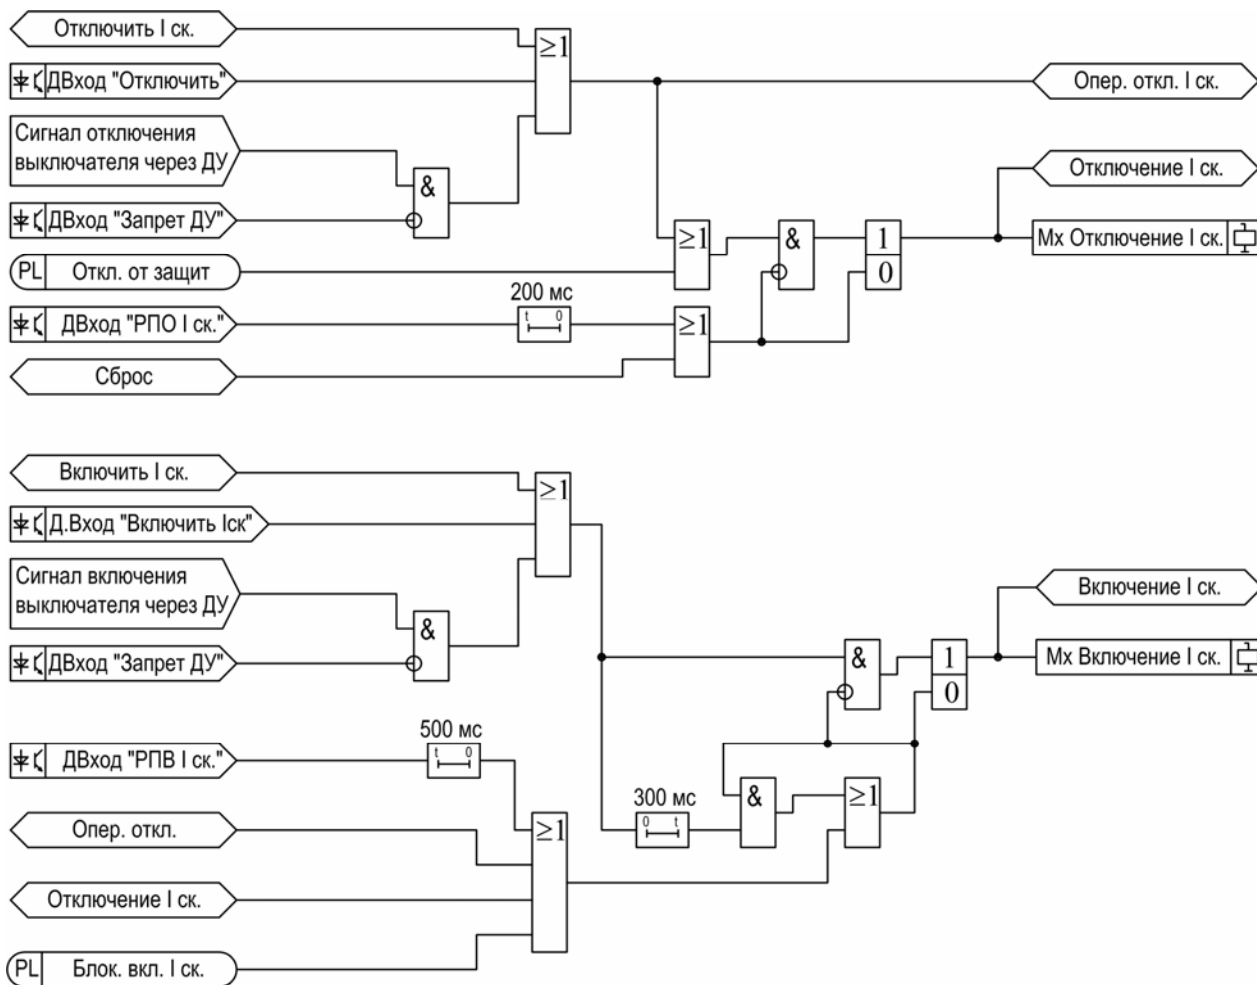 Отключить I ск.
≥1
ДВход "Отключить"
Опер. откл. I ск.
Сигнал отключения
выключателя через ДУ
&
Отключение I ск.
ДВход "Запрет ДУ"
≥1
&
1
0
Мх Отключение I ск.
PL Откл. от защит
200 мс
t 0
ДВход "РПО I ск."
≥1
Сброс
Включить I ск.
≥1
Д.Вход "Включить Iск"
Сигнал включения
выключателя через ДУ
Включение I ск.
&
ДВход "Запрет ДУ"
&
1
0
Мх Включение I ск.
500 мс
t 0
ДВход "РПВ I ск."
300 мс
0 t
&
≥1
Опер. откл.
≥1
Отключение I ск.
PL Блок. вкл. I ск.